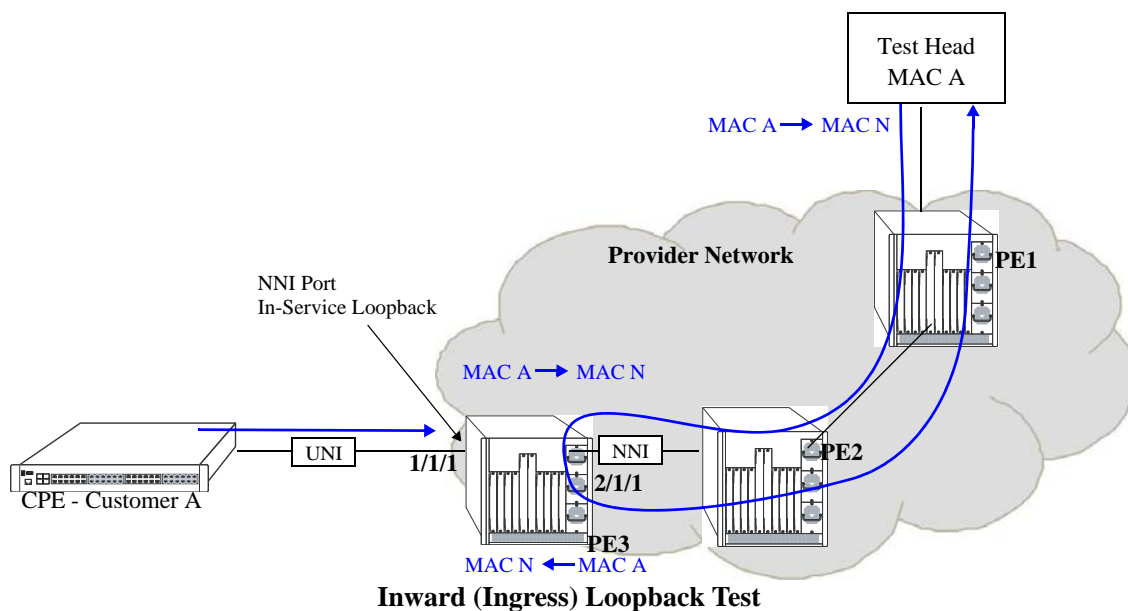 Test Head
MAC A
MAC A MAC N
Provider Network
PE1
NNI Port
In-Service Loopback
MAC A MAC N
UNI
1/1/1
NNI
PE2
2/1/1
CPE - Customer A
PE3
MAC N MAC A
Inward (Ingress) Loopback Test